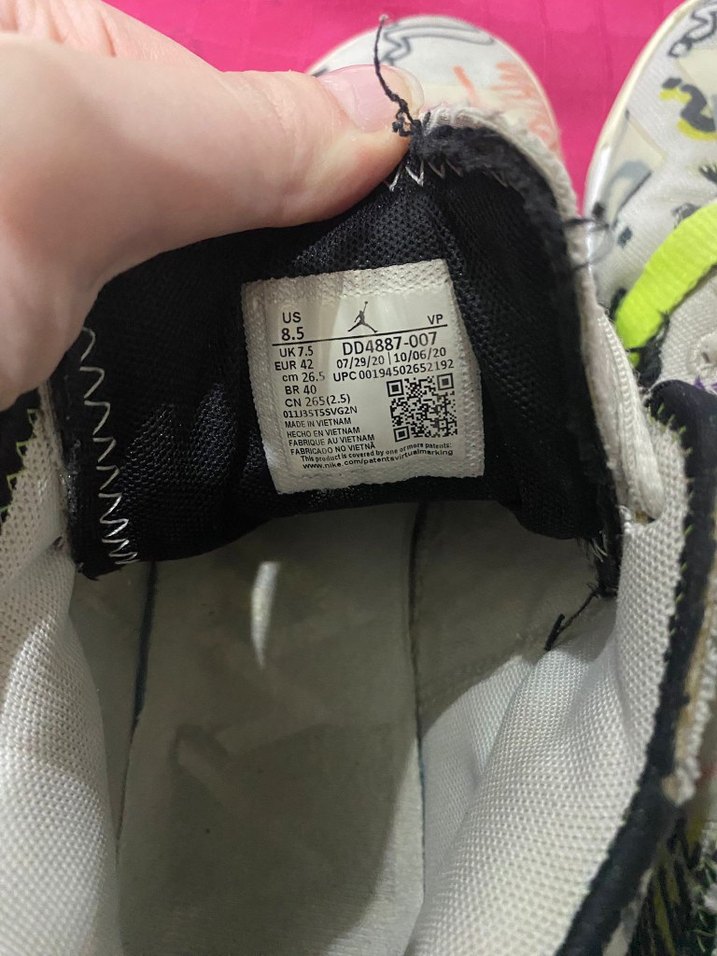 US
8.5
VP
UK 7.5
DD4887-007
EUR 42
07/29/20 | 10/06/20
cm 26.5
UPC 00194502652192
BR 40
CN 265(2.5)
011J35T5SVG2N
MADE IN VIETNAM
HECHO EN VIETNAM
FABRIQUE AU VIETNAM
FABRICADO NO VIETNÃ
This product is covered by one or more patents:
www.nike.com/patentsvirtualmarking